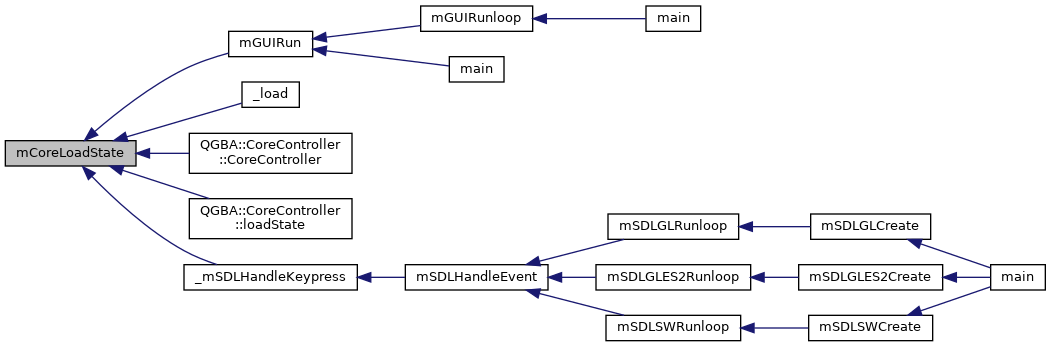 mGUIRunloop
main
mGUIRun
main
_load
QGBA::CoreController
::CoreController
mCoreLoadState
QGBA::CoreController
::loadState
mSDLGLRunloop
mSDLGLCreate
_mSDLHandleKeypress
mSDLHandleEvent
mSDLGLES2Runloop
mSDLGLES2Create
main
mSDLSWRunloop
mSDLSWCreate